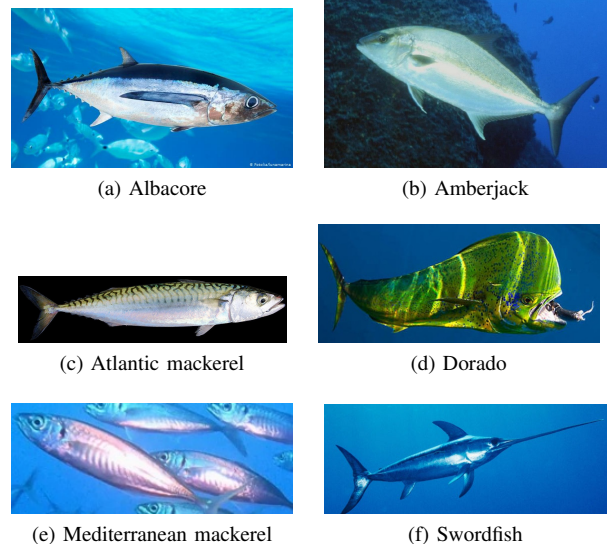 (a) Albacore
(b) Amberjack
(c) Atlantic mackerel
(d) Dorado
(e) Mediterranean mackerel
(f) Swordfish